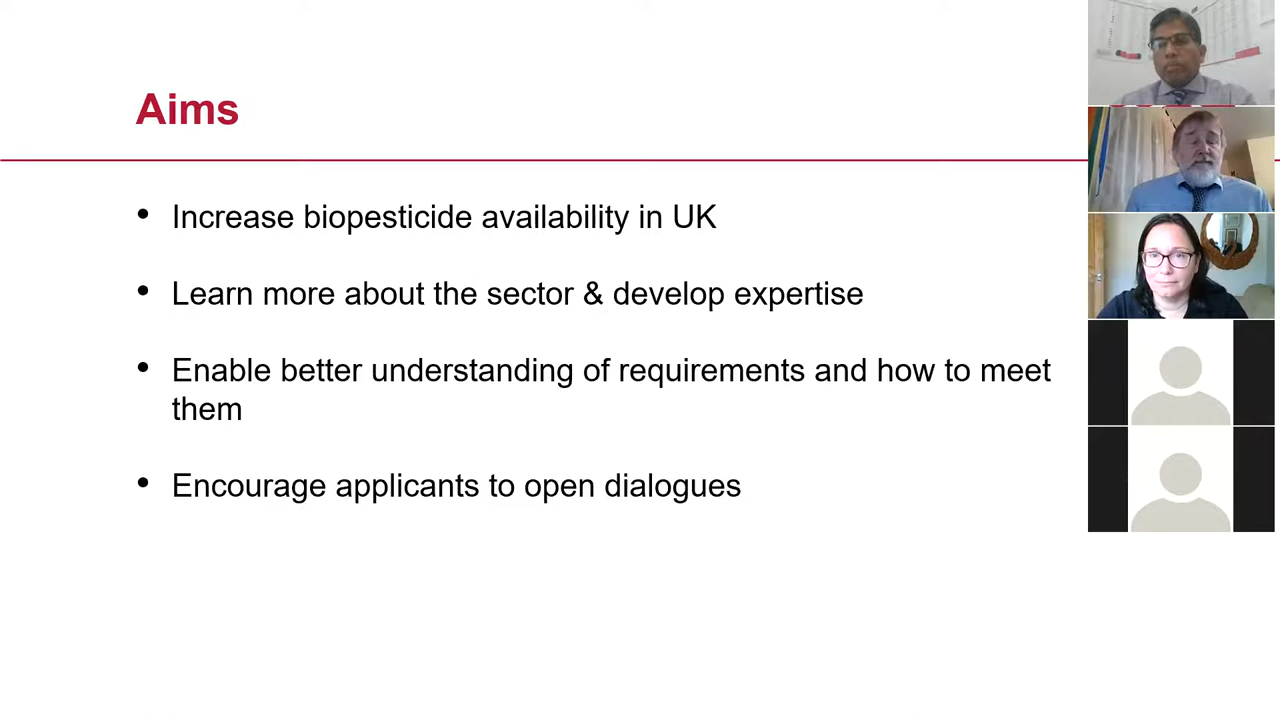 Aims
• Increase biopesticide availability in UK
• Learn more about the sector & develop expertise
• Enable better understanding of requirements and how to meet
them
• Encourage applicants to open dialogues